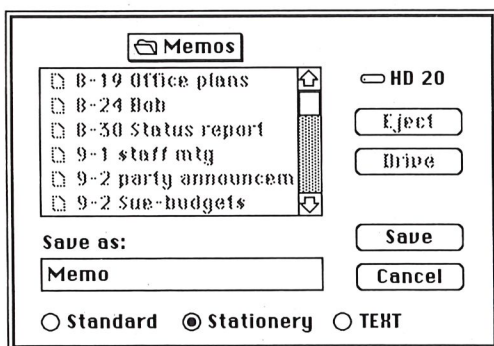 Memos
8-19 Office plans
8-24 Bob
8-30 Status report
9-1 staff mtg
9-2 party announcem
9-2 Sue-budgets
HD 20
Eject
Drive
Save as:
Memo
Save
Cancel
Standard Stationery TEXT